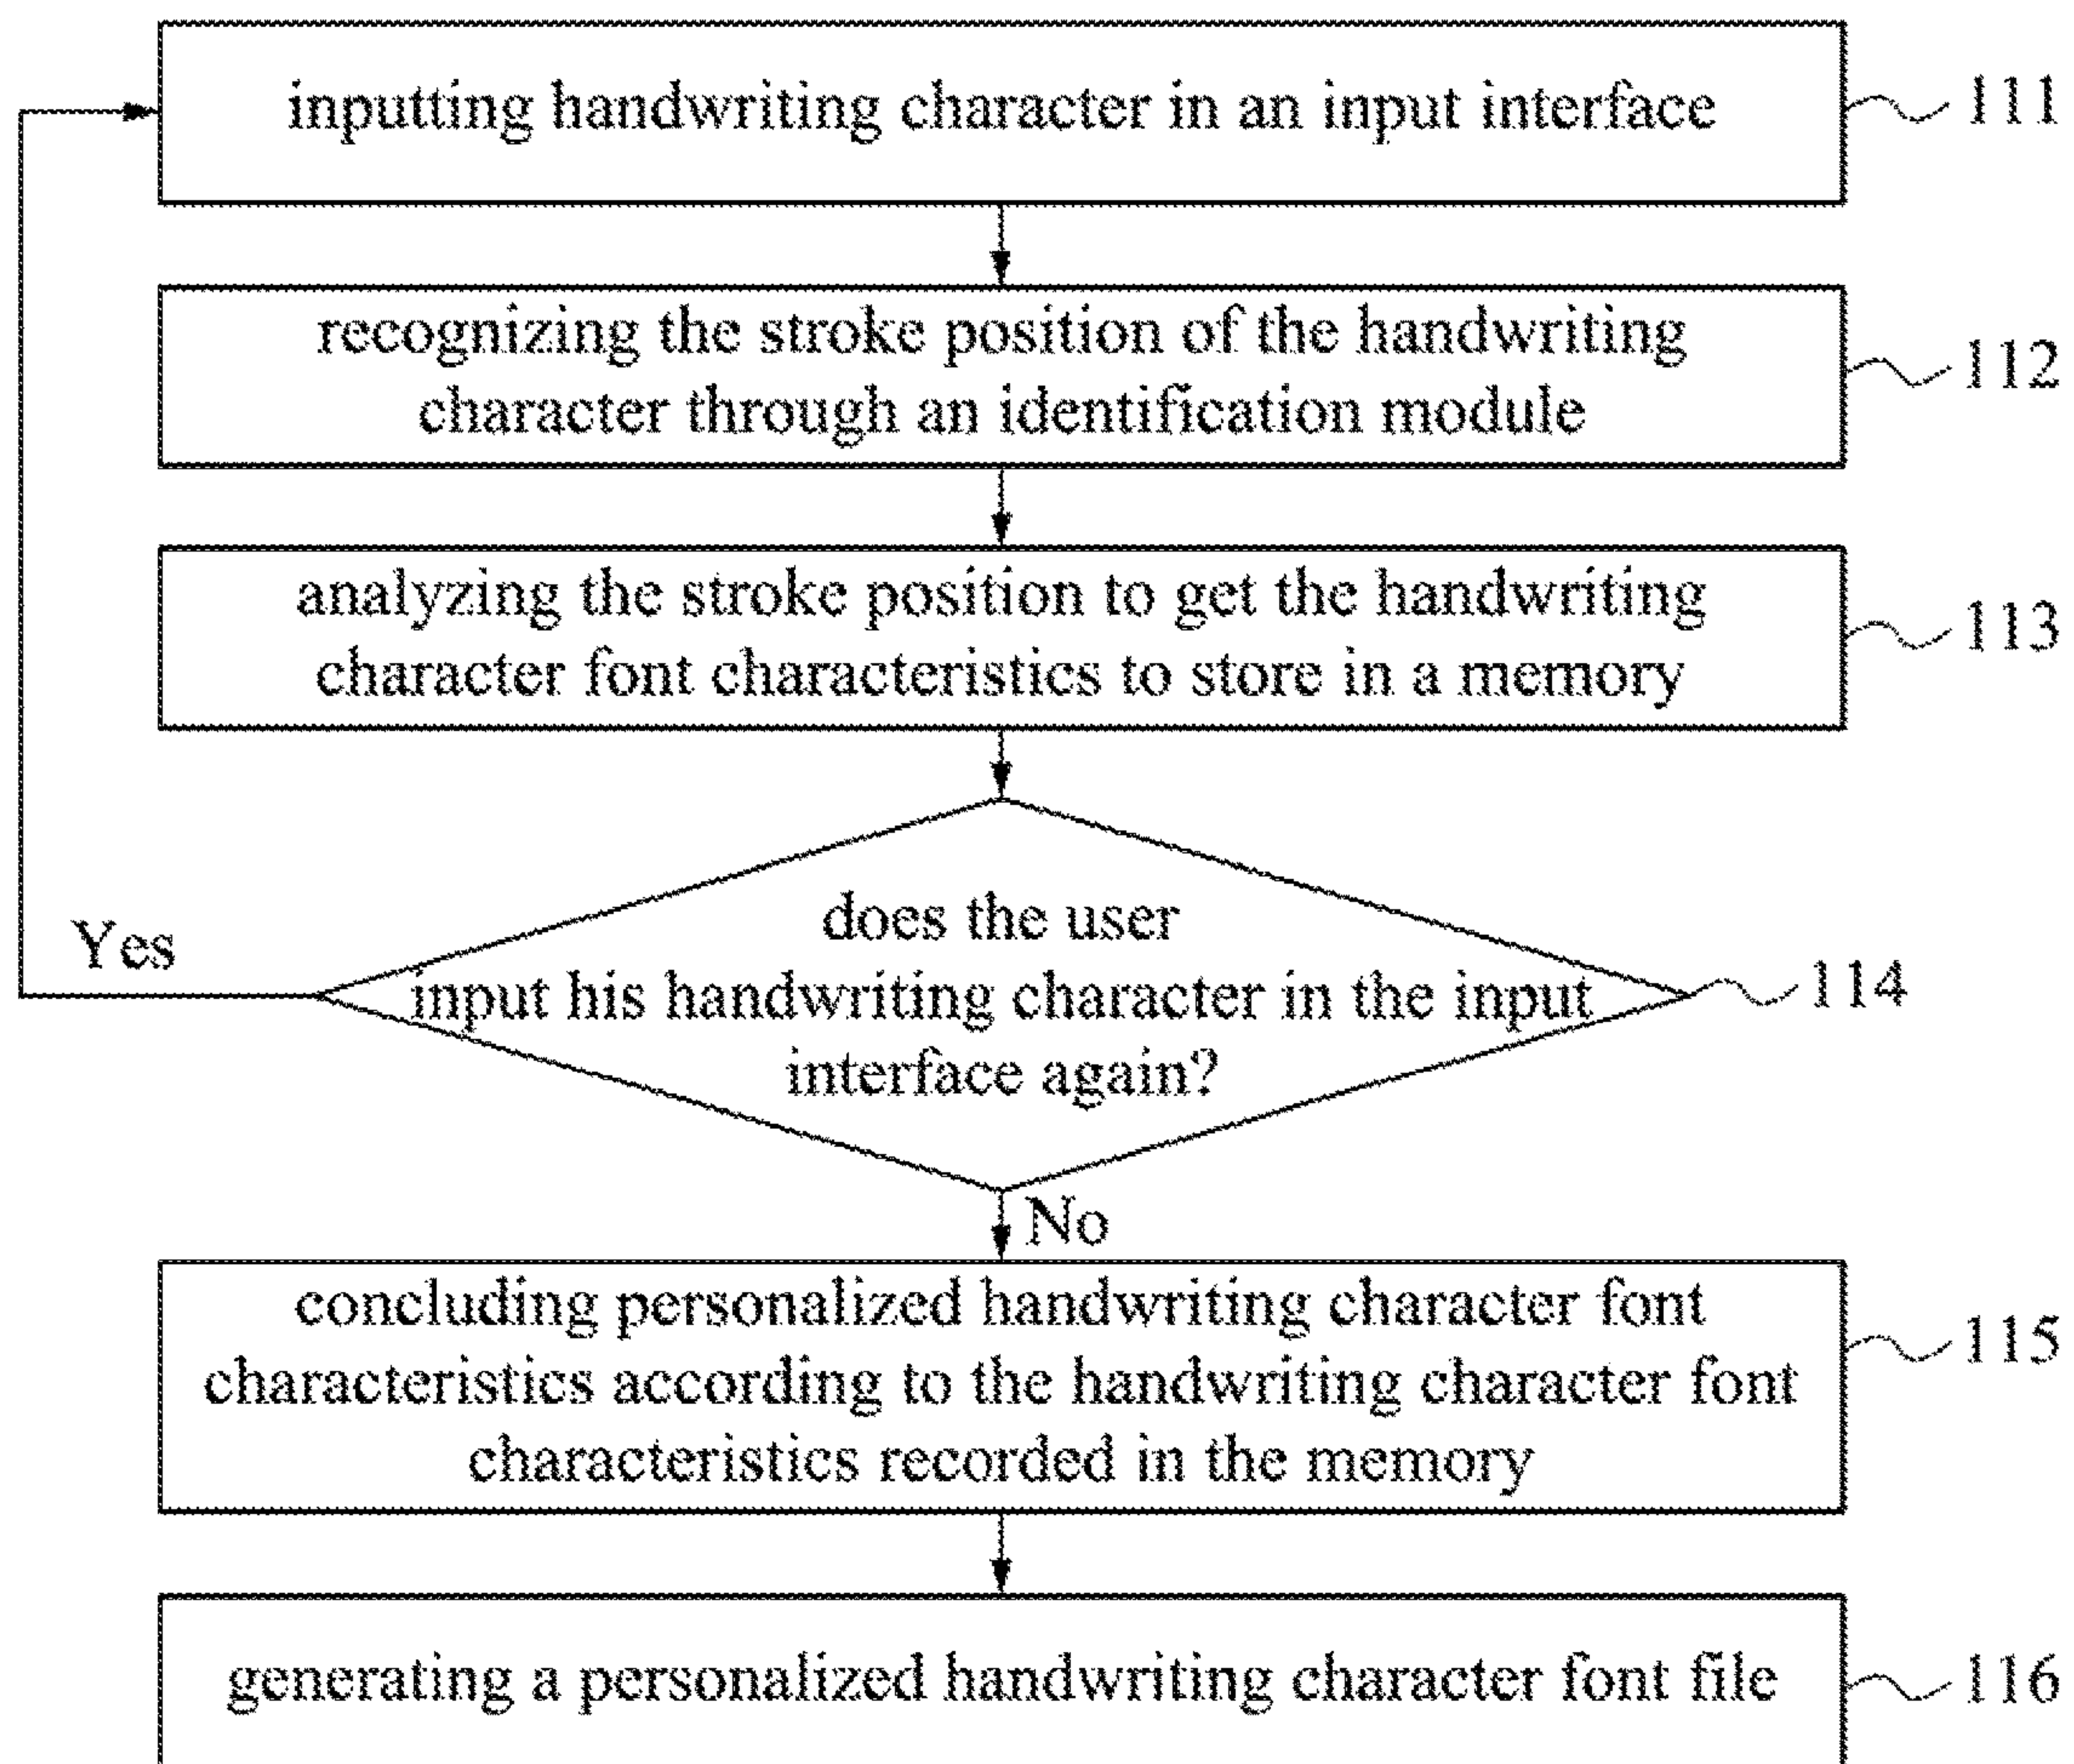 inputting handwriting character in an input interface
111
recognizing the stroke position of the handwriting
character through an identification module
112
analyzing the stroke position to get the handwriting
character font characteristics to store in a memory
113
does the user
input his handwriting character in the input
interface again?
114
Yes
No
concluding personalized handwriting character font
characteristics according to the handwriting character font
characteristics recorded in the memory
115
generating a personalized handwriting character font file
116